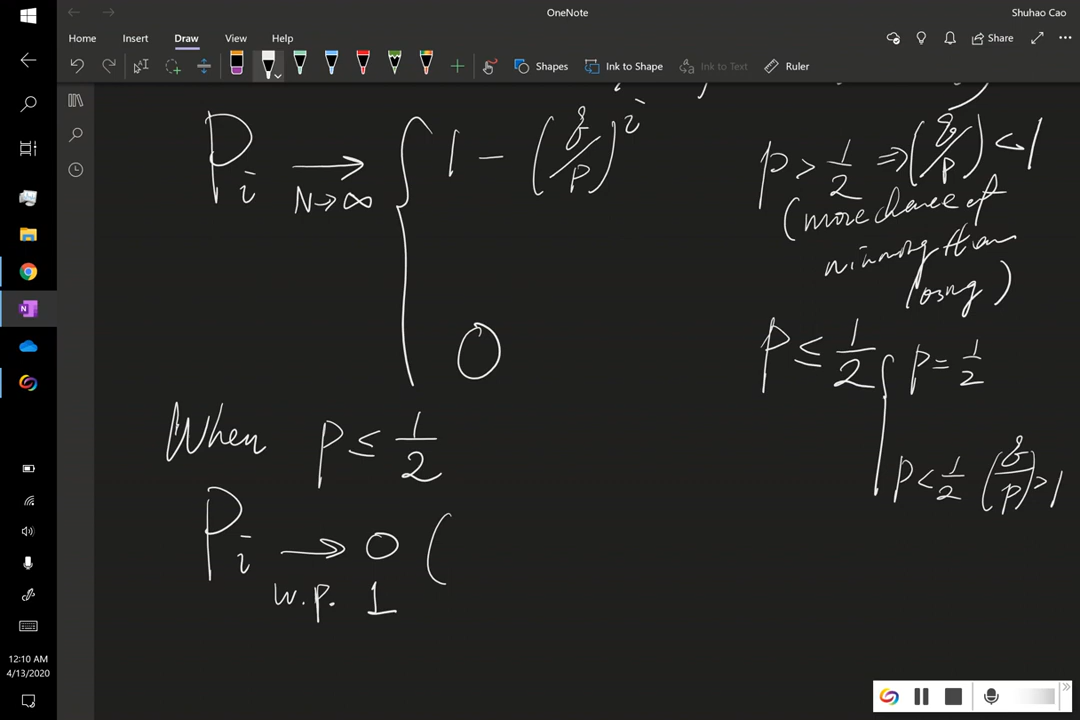 OneNote
Shuhao Cao
Home Insert Draw View Help
Share
Shapes
Ink to Shape
Ink to Text
Ruler
P_i → { 1 - (q/p)^i
N→∞
0
p > 1/2 ⇒ (q/p) < 1
(more chance of
winning than
losing)
p ≤ 1/2 { p = 1/2
p < 1/2 (q/p) > 1
When p ≤ 1/2
P_i → 0 (
w.p. 1
12:10 AM
4/13/2020